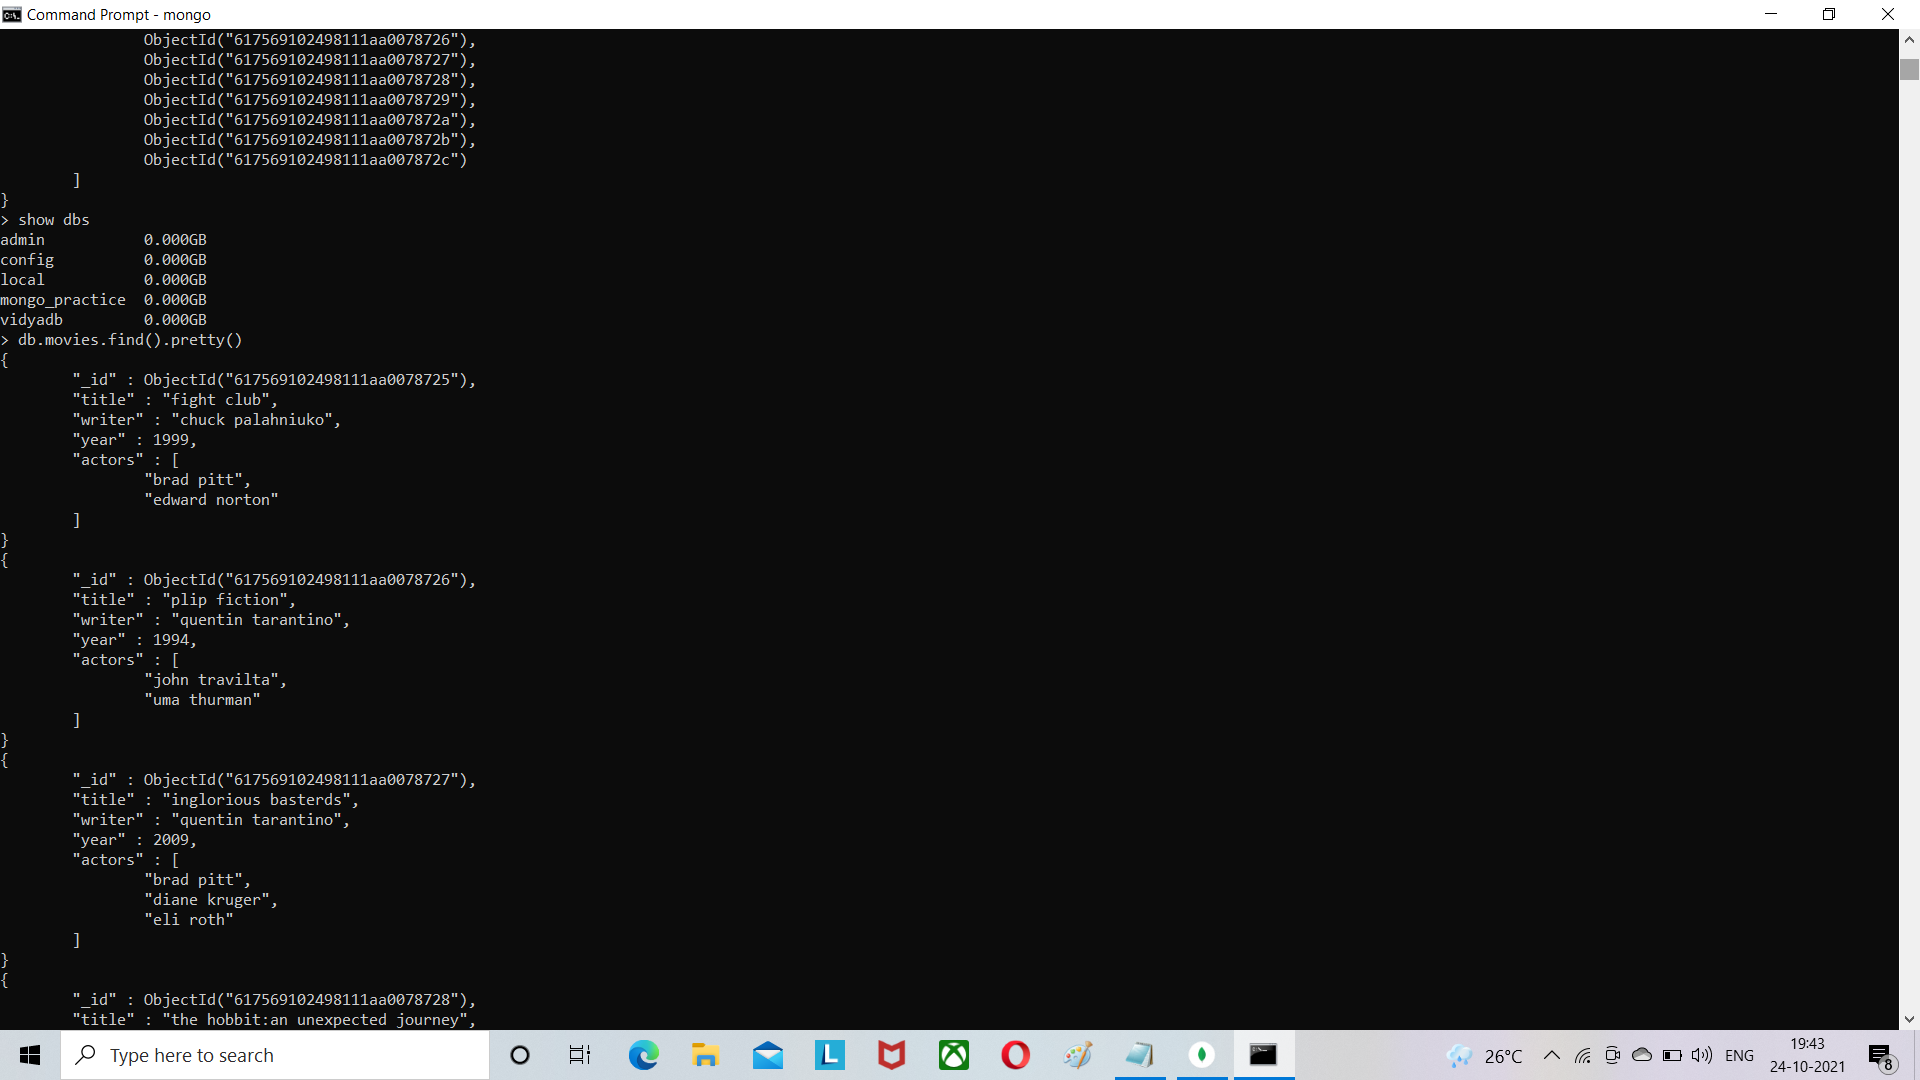 Command Prompt - mongo
ObjectId("617569102498111aa0078726"),
ObjectId("617569102498111aa0078727"),
ObjectId("617569102498111aa0078728"),
ObjectId("617569102498111aa0078729"),
ObjectId("617569102498111aa007872a"),
ObjectId("617569102498111aa007872b"),
ObjectId("617569102498111aa007872c")
]
}
> show dbs
admin 0.000GB
config 0.000GB
local 0.000GB
mongo_practice 0.000GB
vidyadb 0.000GB
> db.movies.find().pretty()
{
"_id" : ObjectId("617569102498111aa0078725"),
"title" : "fight club",
"writer" : "chuck palahniuko",
"year" : 1999,
"actors" : [
"brad pitt",
"edward norton"
]
}
{
"_id" : ObjectId("617569102498111aa0078726"),
"title" : "plip fiction",
"writer" : "quentin tarantino",
"year" : 1994,
"actors" : [
"john travilta",
"uma thurman"
]
}
{
"_id" : ObjectId("617569102498111aa0078727"),
"title" : "inglorious basterds",
"writer" : "quentin tarantino",
"year" : 2009,
"actors" : [
"brad pitt",
"diane kruger",
"eli roth"
]
}
{
"_id" : ObjectId("617569102498111aa0078728"),
"title" : "the hobbit:an unexpected journey",
Type here to search
L
26°C
ENG
19:43
24-10-2021
8